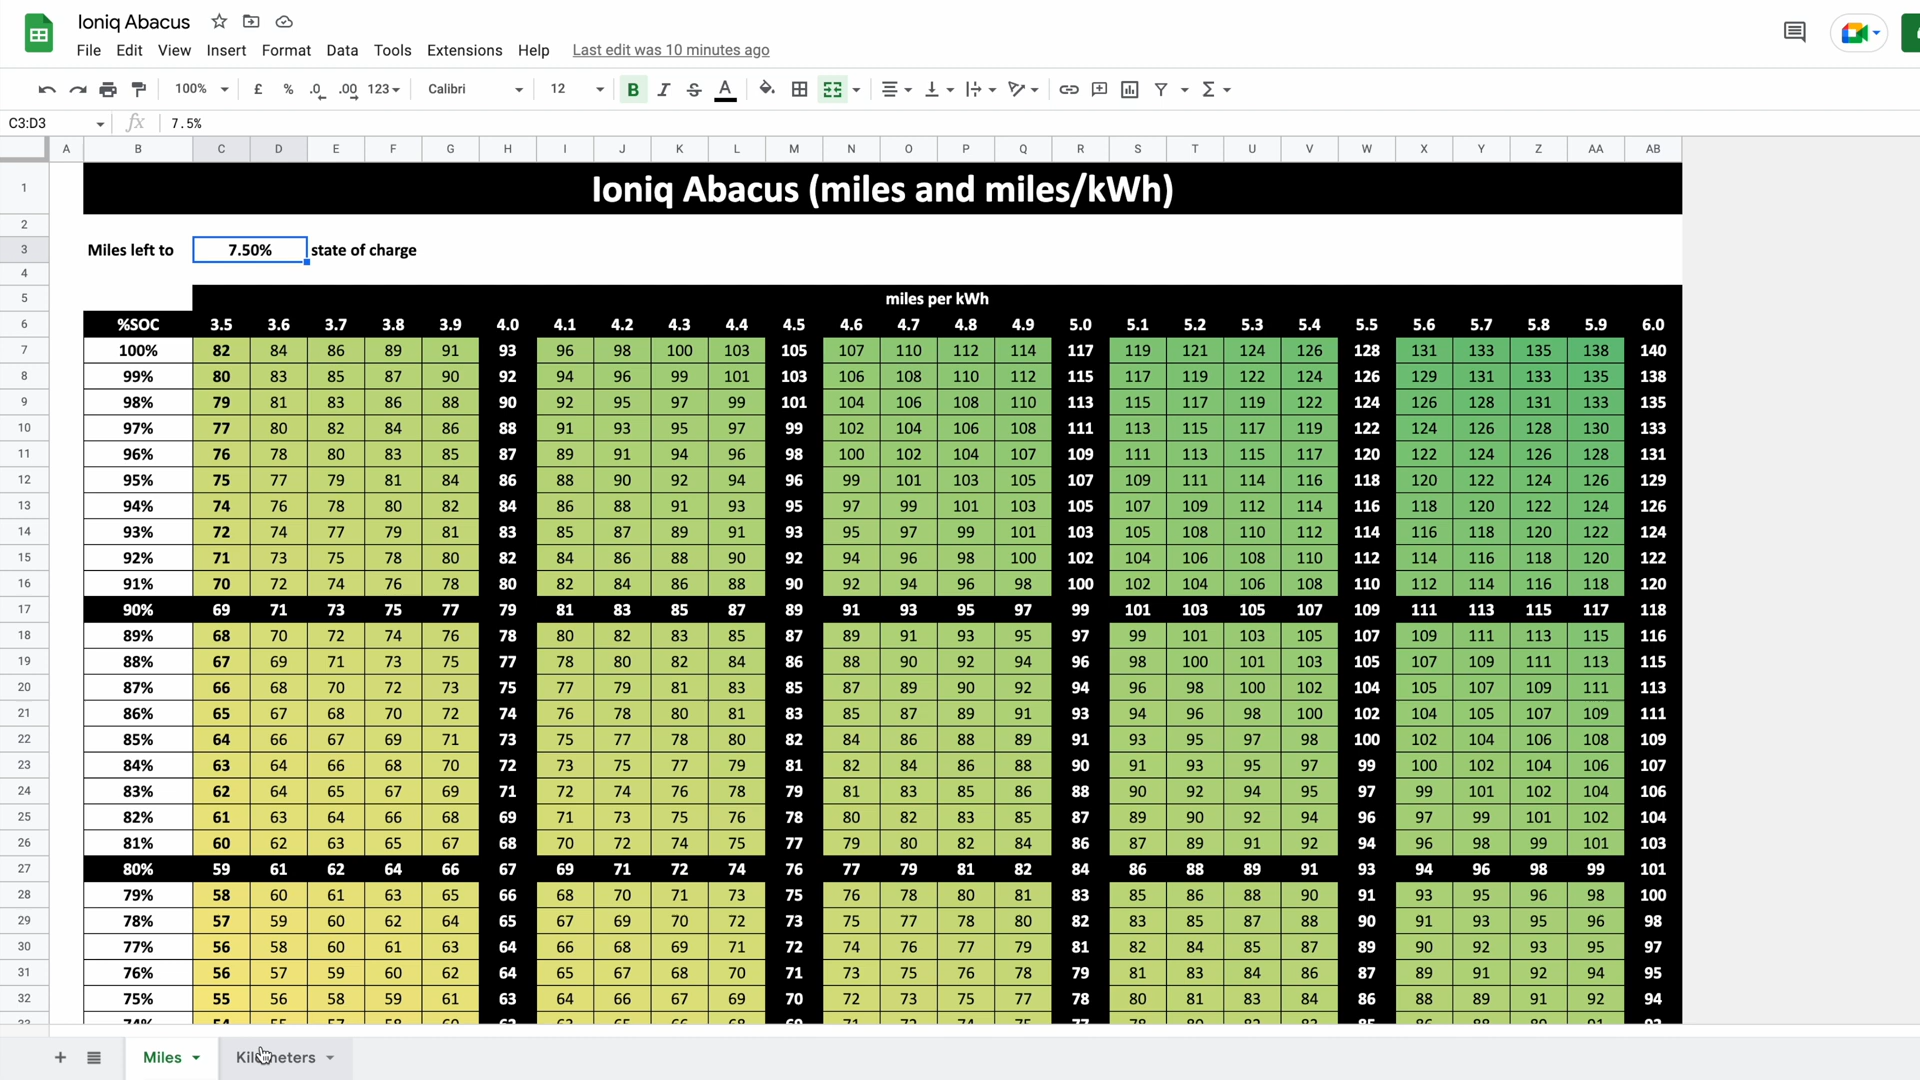 Ioniq Abacus
File Edit View Insert Format Data Tools Extensions Help Last edit was 10 minutes ago
100% £ % .0 .00 123 Calibri 12 B I S A
C3:D3 fx 7.5%
A B C D E F G H I J K L M N O P Q R S T U V W X Y Z AA AB
1 Ioniq Abacus (miles and miles/kWh)
2
3 Miles left to 7.50% state of charge
4
5 miles per kWh
6 %SOC 3.5 3.6 3.7 3.8 3.9 4.0 4.1 4.2 4.3 4.4 4.5 4.6 4.7 4.8 4.9 5.0 5.1 5.2 5.3 5.4 5.5 5.6 5.7 5.8 5.9 6.0
7 100% 82 84 86 89 91 93 96 98 100 103 105 107 110 112 114 117 119 121 124 126 128 131 133 135 138 140
8 99% 80 83 85 87 90 92 94 96 99 101 103 106 108 110 112 115 117 119 122 124 126 129 131 133 135 138
9 98% 79 81 83 86 88 90 92 95 97 99 101 104 106 108 110 113 115 117 119 122 124 126 128 131 133 135
10 97% 77 80 82 84 86 88 91 93 95 97 99 102 104 106 108 111 113 115 117 119 122 124 126 128 130 133
11 96% 76 78 80 83 85 87 89 91 94 96 98 100 102 104 107 109 111 113 115 117 120 122 124 126 128 131
12 95% 75 77 79 81 84 86 88 90 92 94 96 99 101 103 105 107 109 111 114 116 118 120 122 124 126 129
13 94% 74 76 78 80 82 84 86 88 91 93 95 97 99 101 103 105 107 109 112 114 116 118 120 122 124 126
14 93% 72 74 77 79 81 83 85 87 89 91 93 95 97 99 101 103 105 108 110 112 114 116 118 120 122 124
15 92% 71 73 75 78 80 82 84 86 88 90 92 94 96 98 100 102 104 106 108 110 112 114 116 118 120 122
16 91% 70 72 74 76 78 80 82 84 86 88 90 92 94 96 98 100 102 104 106 108 110 112 114 116 118 120
17 90% 69 71 73 75 77 79 81 83 85 87 89 91 93 95 97 99 101 103 105 107 109 111 113 115 117 118
18 89% 68 70 72 74 76 78 80 82 83 85 87 89 91 93 95 97 99 101 103 105 107 109 111 113 115 116
19 88% 67 69 71 73 75 77 78 80 82 84 86 88 90 92 94 96 98 100 101 103 105 107 109 111 113 115
20 87% 66 68 70 72 73 75 77 79 81 83 85 87 89 90 92 94 96 98 100 102 104 105 107 109 111 113
21 86% 65 67 68 70 72 74 76 78 80 81 83 85 87 89 91 93 94 96 98 100 102 104 105 107 109 111
22 85% 64 66 67 69 71 73 75 77 78 80 82 84 86 88 89 91 93 95 97 98 100 102 104 106 108 109
23 84% 63 64 66 68 70 72 73 75 77 79 81 82 84 86 88 90 91 93 95 97 99 100 102 104 106 107
24 83% 62 64 65 67 69 71 72 74 76 78 79 81 83 85 86 88 90 92 94 95 97 99 101 102 104 106
25 82% 61 63 64 66 68 69 71 73 75 76 78 80 82 83 85 87 89 90 92 94 96 97 99 101 102 104
26 81% 60 62 63 65 67 68 70 72 74 75 77 79 80 82 84 86 87 89 91 92 94 96 98 99 101 103
27 80% 59 61 62 64 66 67 69 71 72 74 76 77 79 81 82 84 86 88 89 91 93 94 96 98 99 101
28 79% 58 60 61 63 65 66 68 70 71 73 75 76 78 80 81 83 85 86 88 90 91 93 95 96 98 100
29 78% 57 59 60 62 64 65 67 69 70 72 73 75 77 78 80 82 83 85 87 88 90 91 93 95 96 98
30 77% 56 58 60 61 63 64 66 68 69 71 72 74 76 77 79 81 82 84 85 87 89 90 92 93 95 97
31 76% 56 57 59 60 62 64 65 67 68 70 71 73 75 76 78 79 81 83 84 86 87 89 91 92 94 95
32 75% 55 56 58 59 61 63 64 66 67 69 70 72 73 75 77 78 80 81 83 84 86 88 89 91 92 94
+ Miles